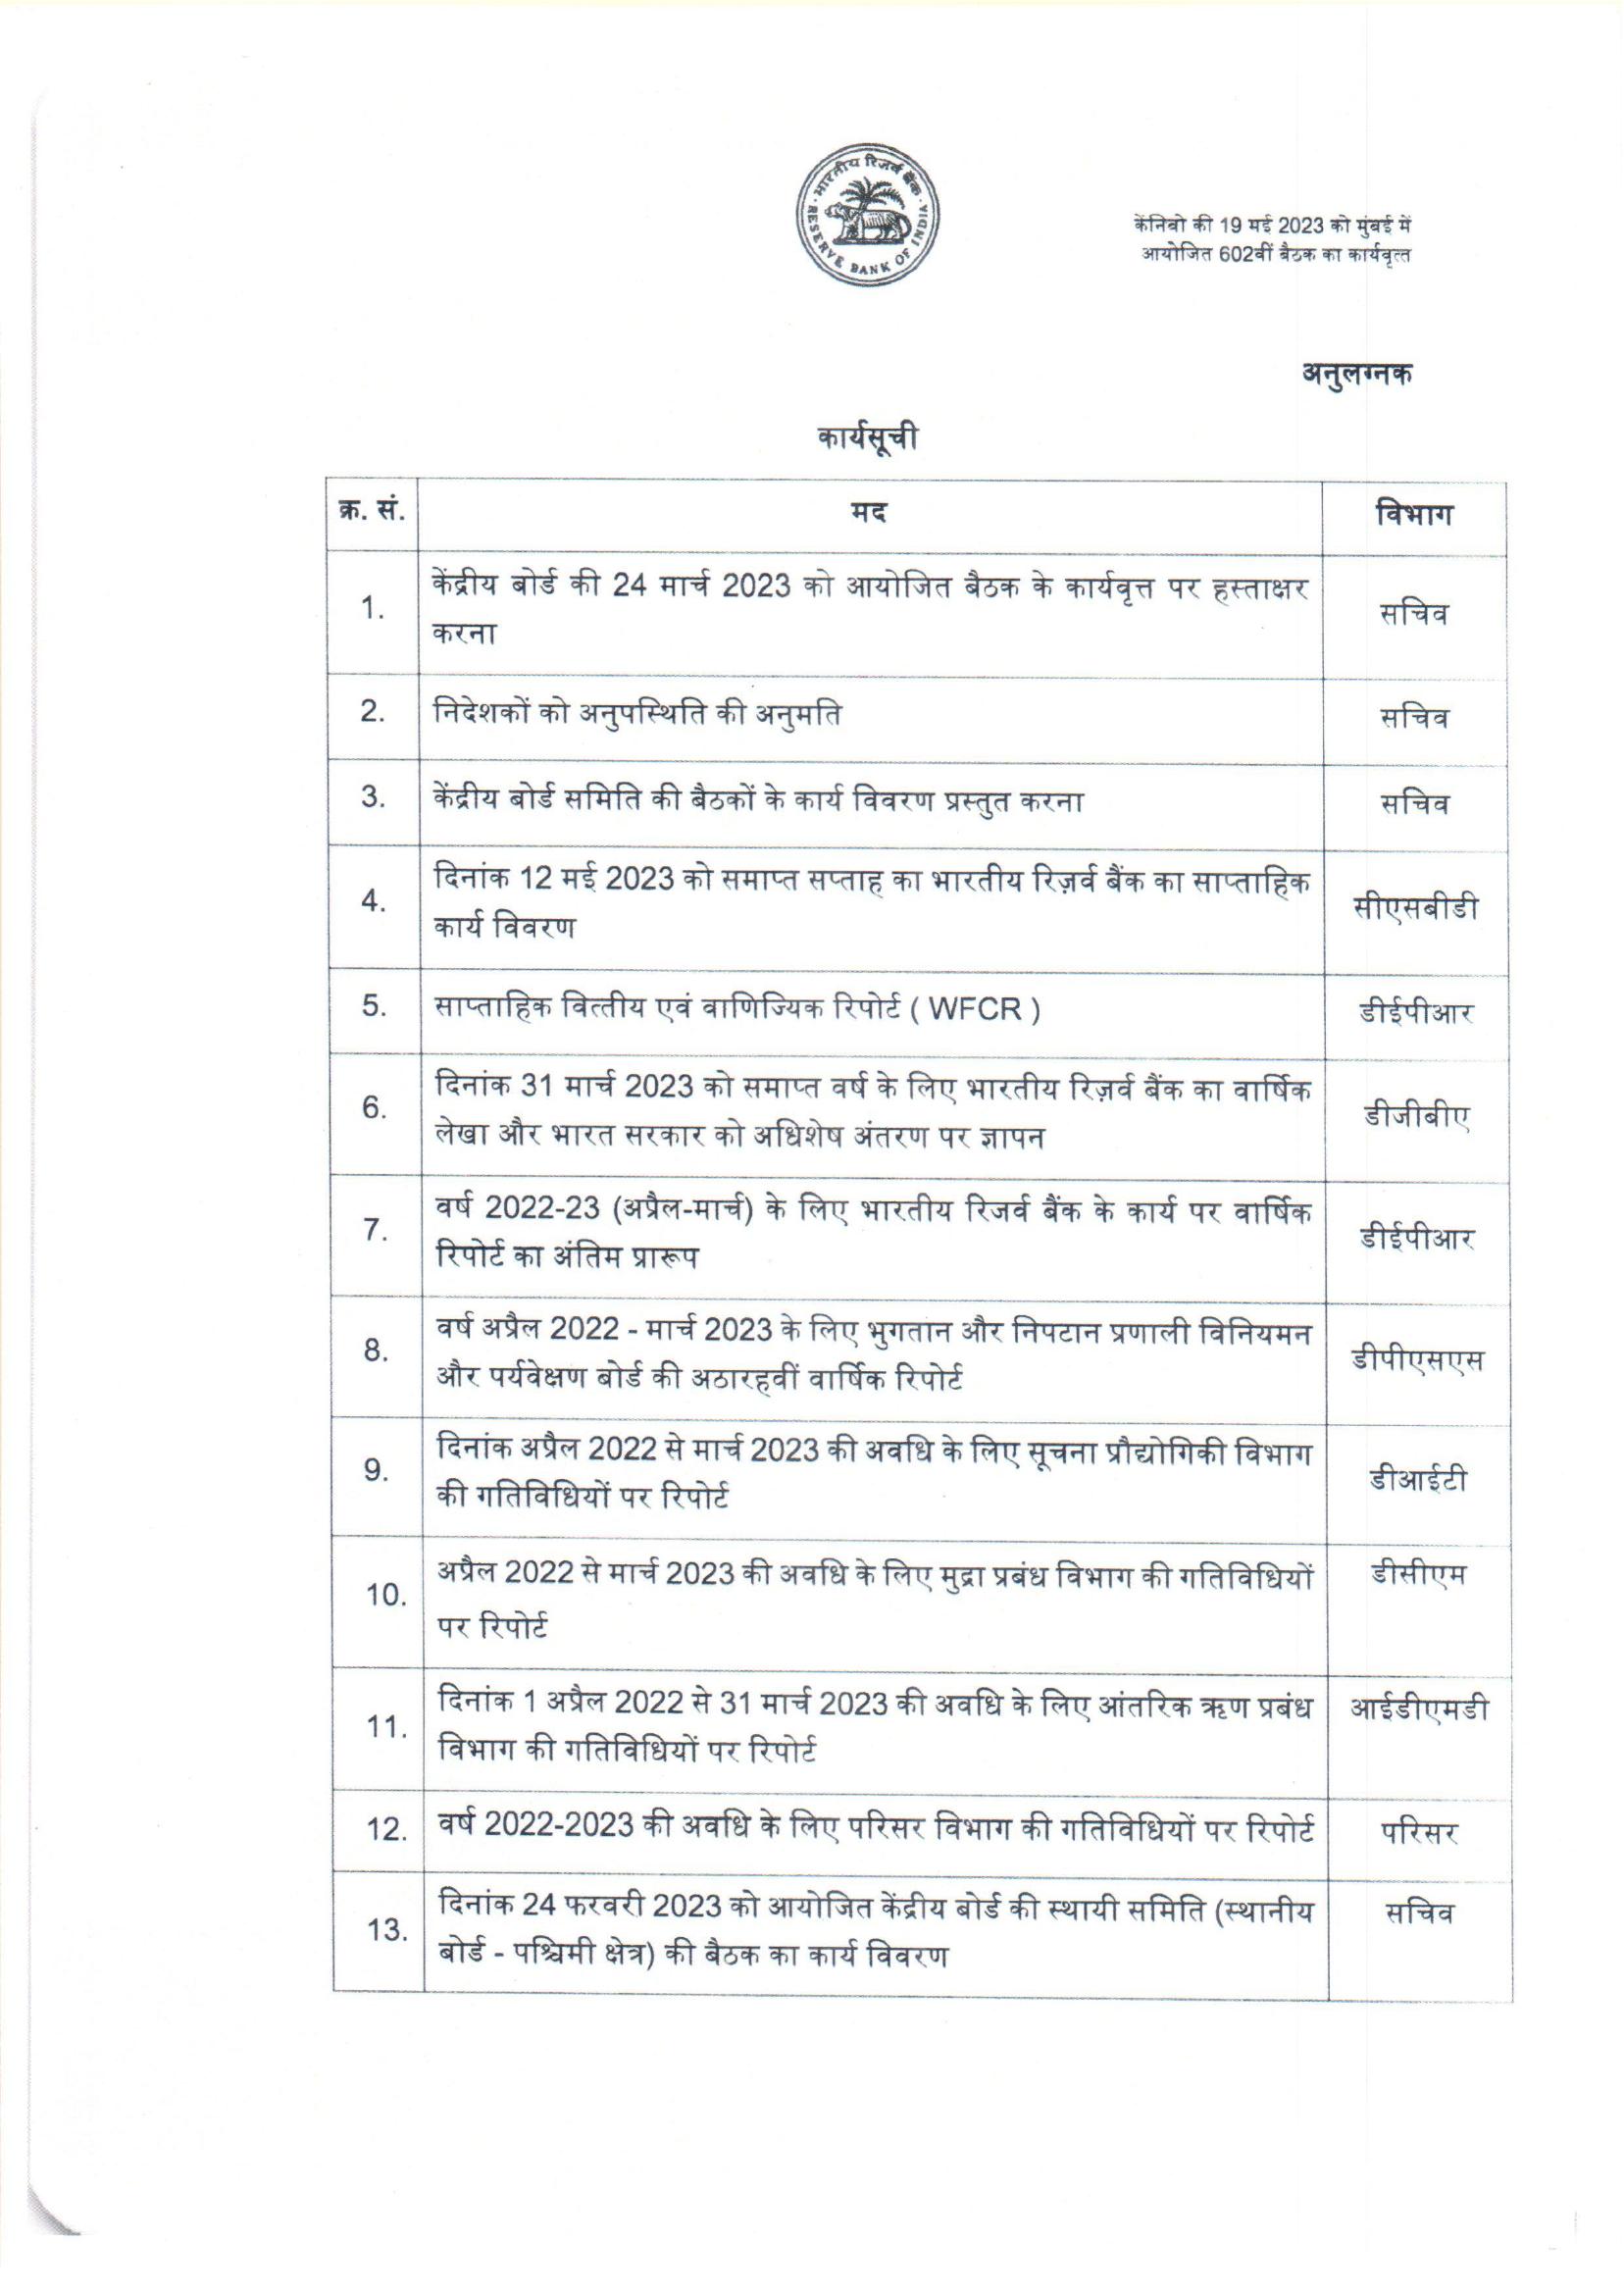 भारतीय रिज़र्व बैंक
RESERVE BANK OF INDIA
केंनिबो की 19 मई 2023 को मुंबई में
आयोजित 602वीं बैठक का कार्यवृत्त
अनुलग्नक
कार्यसूची
क्र. सं. मद विभाग
1. केंद्रीय बोर्ड की 24 मार्च 2023 को आयोजित बैठक के कार्यवृत्त पर हस्ताक्षर
करना
सचिव
2. निदेशकों को अनुपस्थिति की अनुमति सचिव
3. केंद्रीय बोर्ड समिति की बैठकों के कार्य विवरण प्रस्तुत करना सचिव
4. दिनांक 12 मई 2023 को समाप्त सप्ताह का भारतीय रिज़र्व बैंक का साप्ताहिक
कार्य विवरण
सीएसबीडी
5. साप्ताहिक वित्तीय एवं वाणिज्यिक रिपोर्ट ( WFCR ) डीईपीआर
6. दिनांक 31 मार्च 2023 को समाप्त वर्ष के लिए भारतीय रिज़र्व बैंक का वार्षिक
लेखा और भारत सरकार को अधिशेष अंतरण पर ज्ञापन
डीजीबीए
7. वर्ष 2022-23 (अप्रैल-मार्च) के लिए भारतीय रिजर्व बैंक के कार्य पर वार्षिक
रिपोर्ट का अंतिम प्रारूप
डीईपीआर
8. वर्ष अप्रैल 2022 - मार्च 2023 के लिए भुगतान और निपटान प्रणाली विनियमन
और पर्यवेक्षण बोर्ड की अठारहवीं वार्षिक रिपोर्ट
डीपीएसएस
9. दिनांक अप्रैल 2022 से मार्च 2023 की अवधि के लिए सूचना प्रौद्योगिकी विभाग
की गतिविधियों पर रिपोर्ट
डीआईटी
10. अप्रैल 2022 से मार्च 2023 की अवधि के लिए मुद्रा प्रबंध विभाग की गतिविधियों
पर रिपोर्ट
डीसीएम
11. दिनांक 1 अप्रैल 2022 से 31 मार्च 2023 की अवधि के लिए आंतरिक ऋण प्रबंध
विभाग की गतिविधियों पर रिपोर्ट
आईडीएमडी
12. वर्ष 2022-2023 की अवधि के लिए परिसर विभाग की गतिविधियों पर रिपोर्ट परिसर
13. दिनांक 24 फरवरी 2023 को आयोजित केंद्रीय बोर्ड की स्थायी समिति (स्थानीय
बोर्ड - पश्चिमी क्षेत्र) की बैठक का कार्य विवरण
सचिव